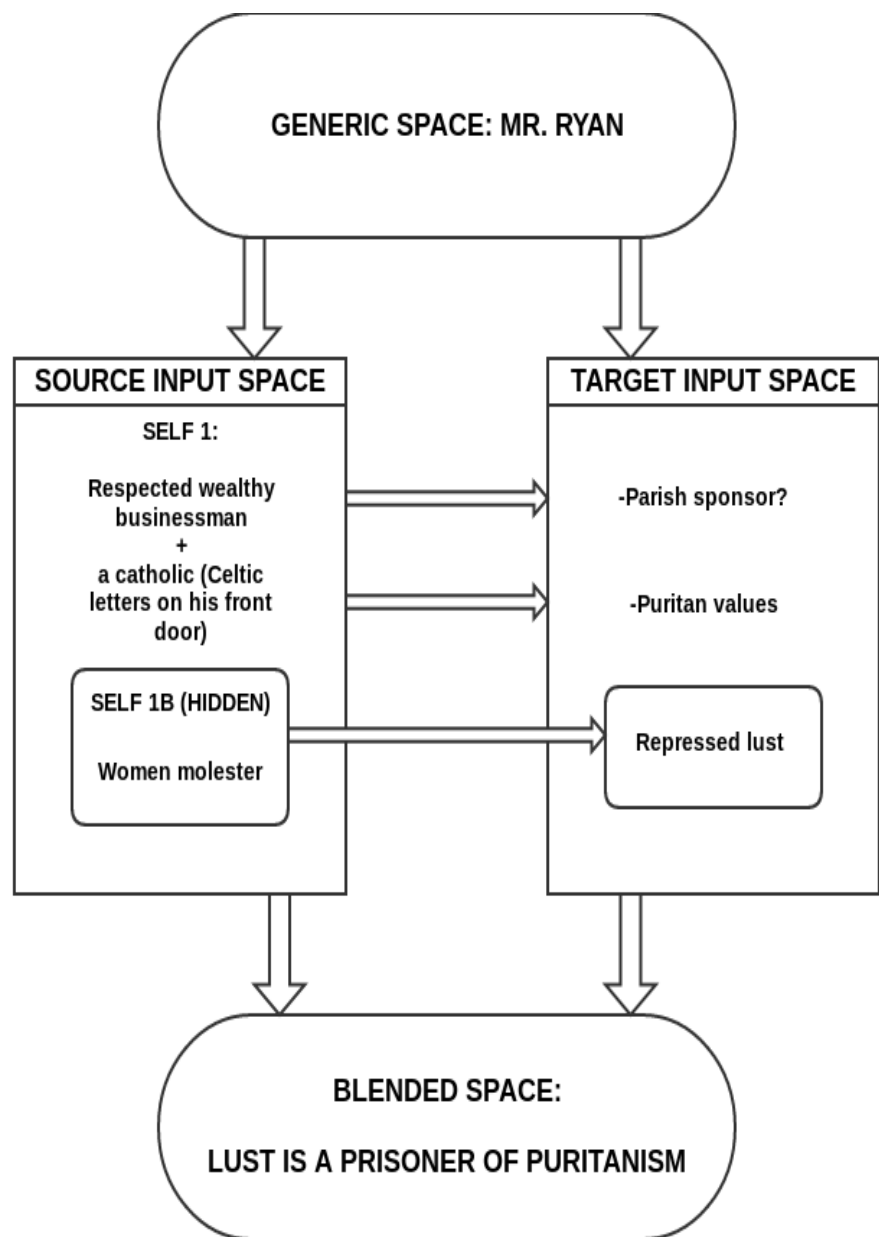 GENERIC SPACE: MR. RYAN
SOURCE INPUT SPACE
SELF 1:
Respected wealthy
businessman
+
a catholic (Celtic
letters on his front
door)
SELF 1B (HIDDEN)
Women molester
TARGET INPUT SPACE
-Parish sponsor?
-Puritan values
Repressed lust
BLENDED SPACE:
LUST IS A PRISONER OF PURITANISM